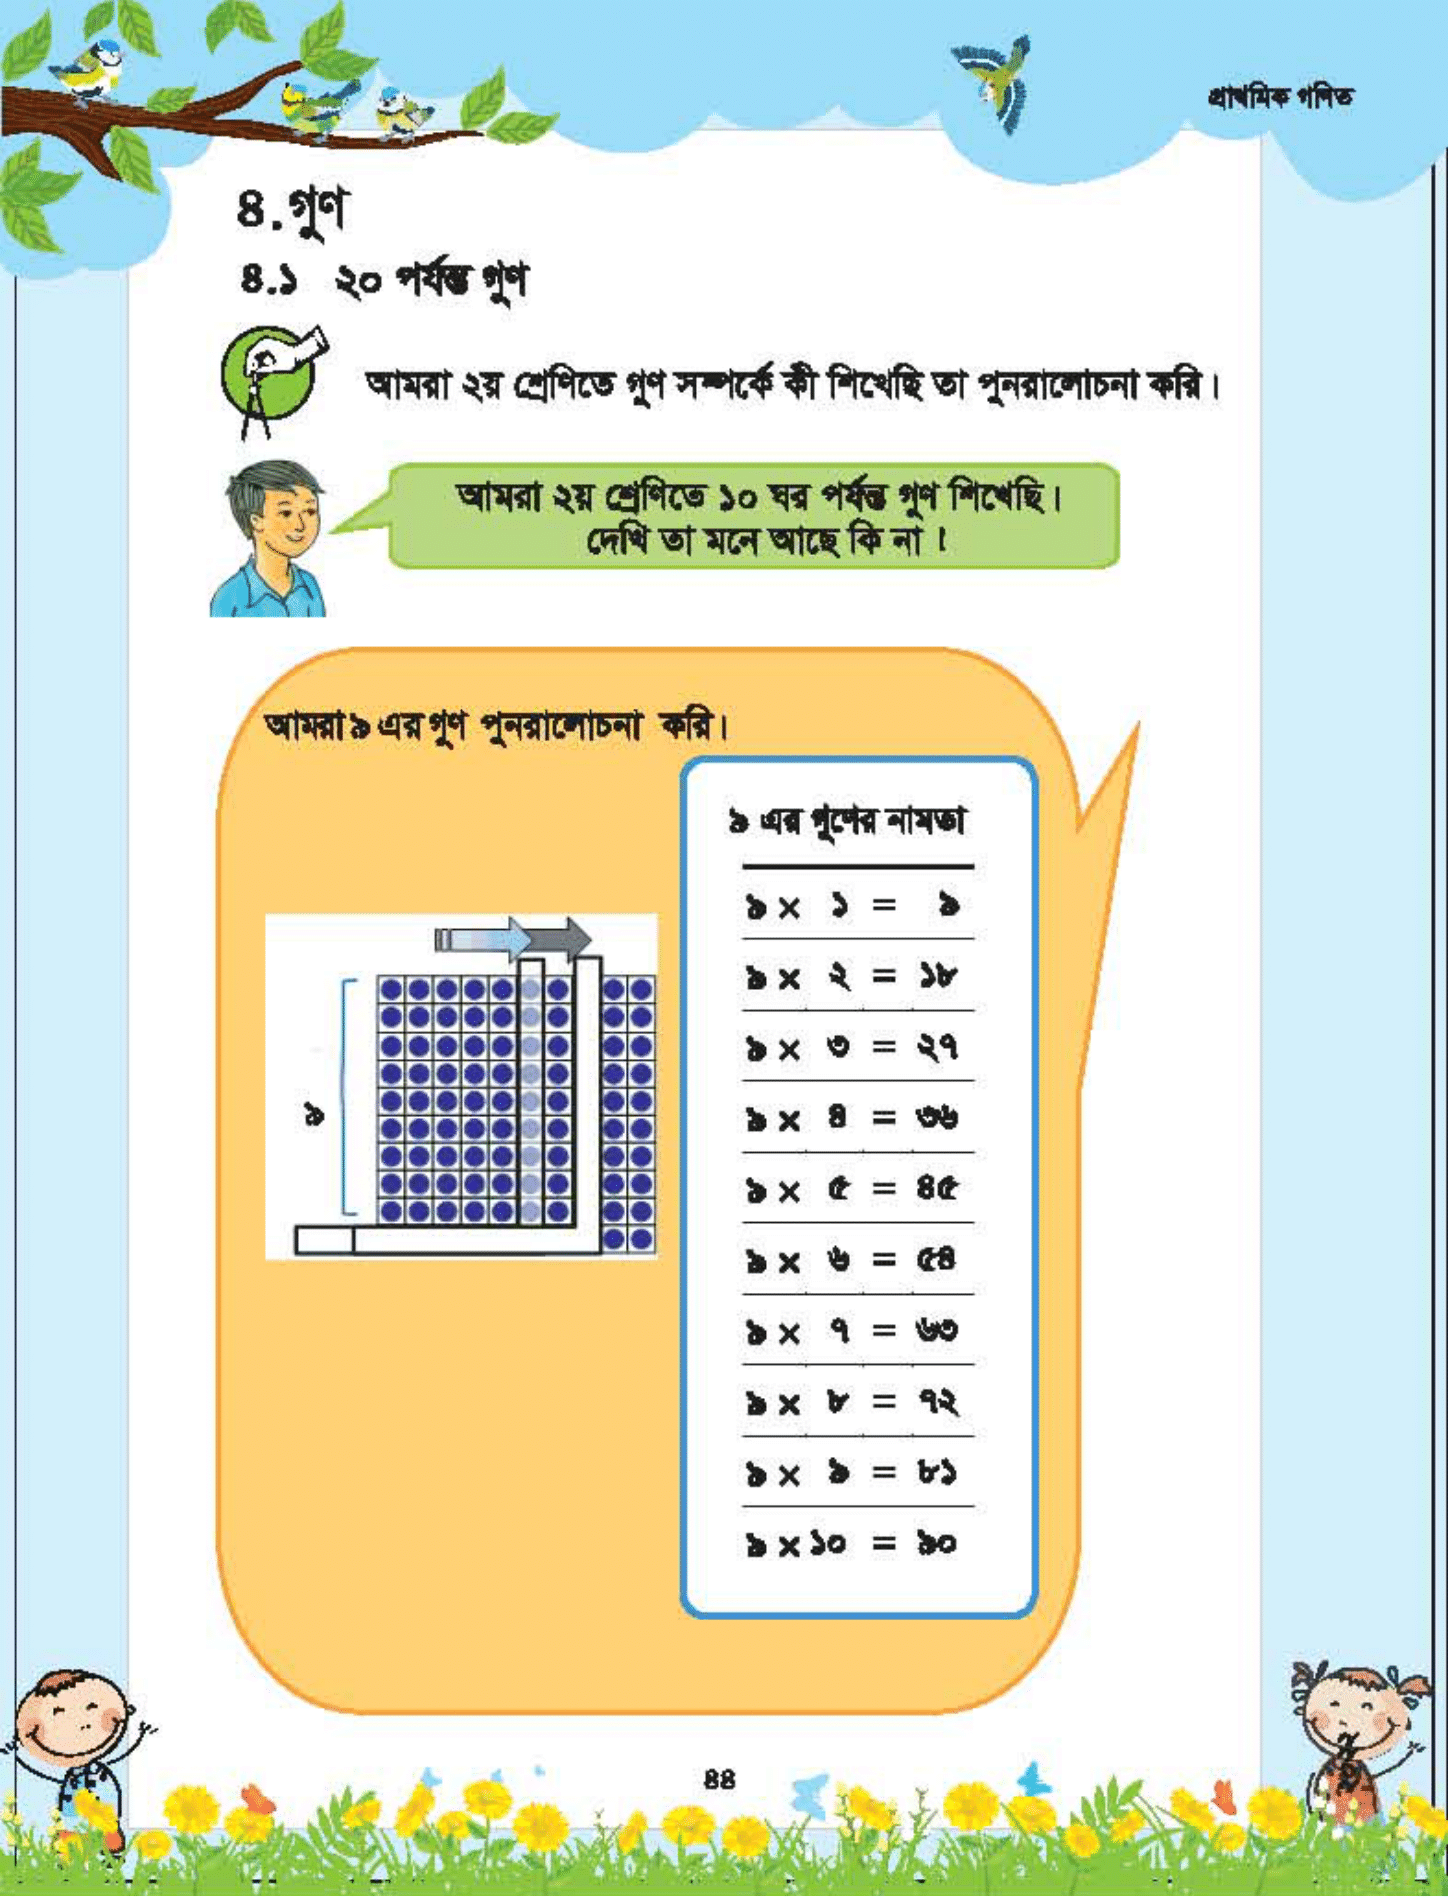 প্রাথমিক গণিত
৪. গুণ
৪.১ ২০ পর্যন্ত গুণ
আমরা ২য় শ্রেণিতে গুণ সম্পর্কে কী শিখেছি তা পুনরালোচনা করি।
আমরা ২য় শ্রেণিতে ১০ ঘর পর্যন্ত গুণ শিখেছি।
দেখি তা মনে আছে কি না !
আমরা ৯ এর গুণ পুনরালোচনা করি।
৯
৯ এর গুণের নামতা
৯ × ১ = ৯
৯ × ২ = ১৮
৯ × ৩ = ২৭
৯ × ৪ = ৩৬
৯ × ৫ = ৪৫
৯ × ৬ = ৫৪
৯ × ৭ = ৬৩
৯ × ৮ = ৭২
৯ × ৯ = ৮১
৯ × ১০ = ৯০
৪৪